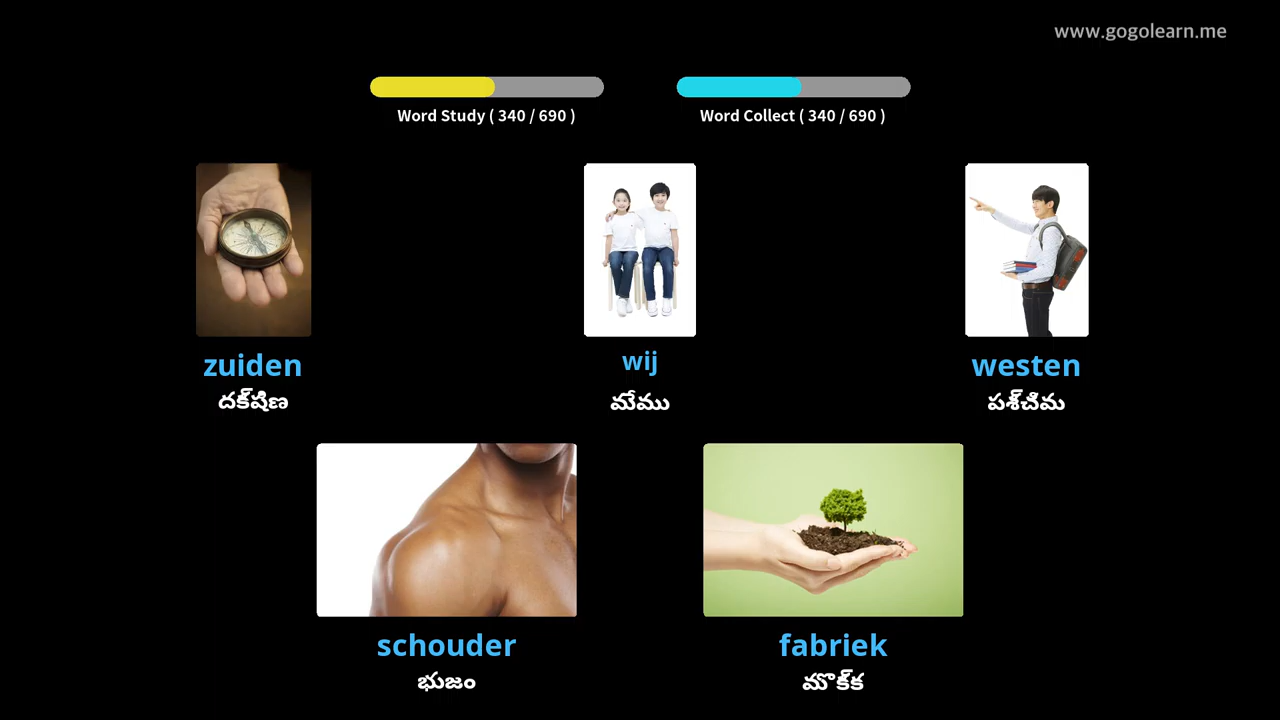 www.gogolearn.me
Word Study ( 340 / 690 )
Word Collect ( 340 / 690 )
zuiden
wij
westen
దక్షిణ
మేము
పశ్చిమ
schouder
fabriek
భుజం
మొక్క